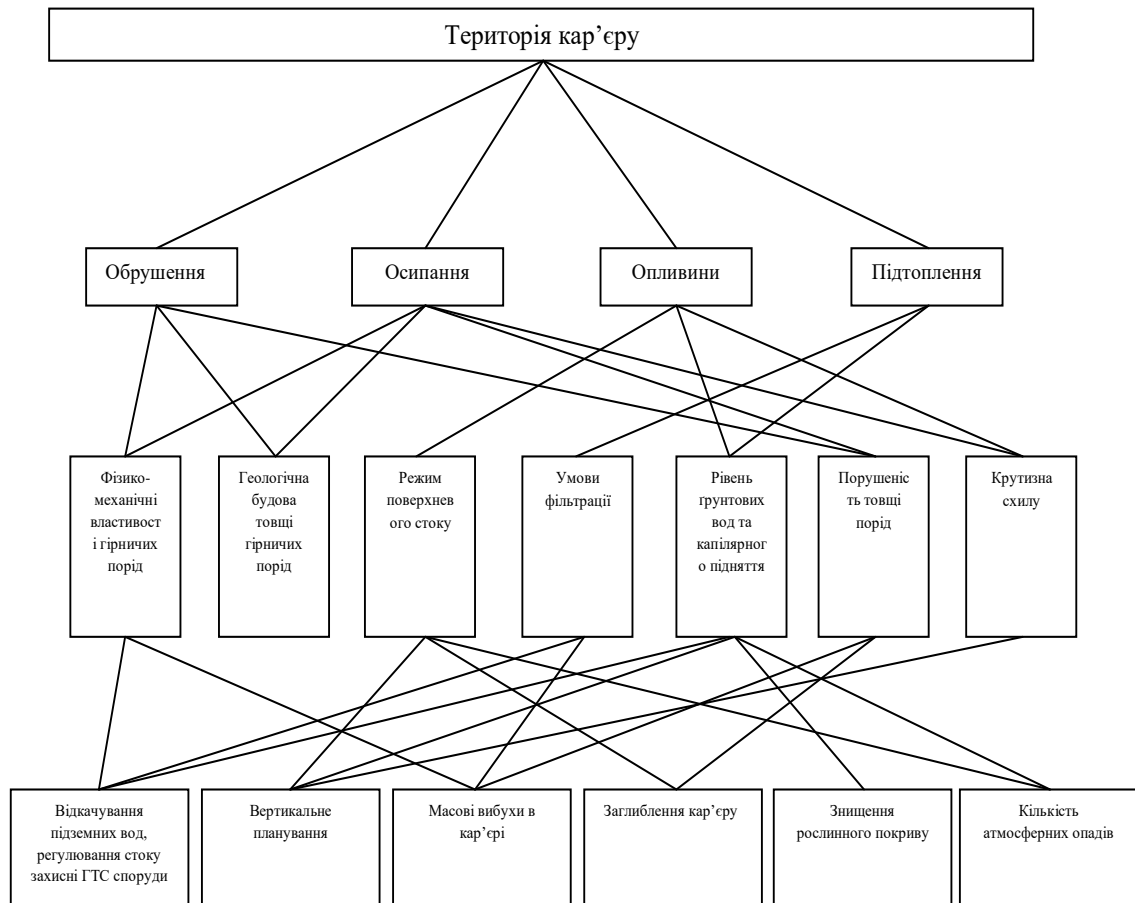 Територія кар’єру
Обрушення
Осипання
Опливини
Підтоплення
Фізико-
механічні
властивост
і гірничих
порід
Геологічна
будова
товщі
гірничих
порід
Режим
поверхнев
ого стоку
Умови
фільтрації
Рівень
ґрунтових
вод та
капілярног
о підняття
Порушеніс
ть товщі
порід
Крутизна
схилу
Відкачування
підземних вод,
регулювання стоку
захисні ГТС споруди
Вертикальне
планування
Масові вибухи в
кар’єрі
Заглиблення кар’єру
Знищення
рослинного покриву
Кількість
атмосферних опадів